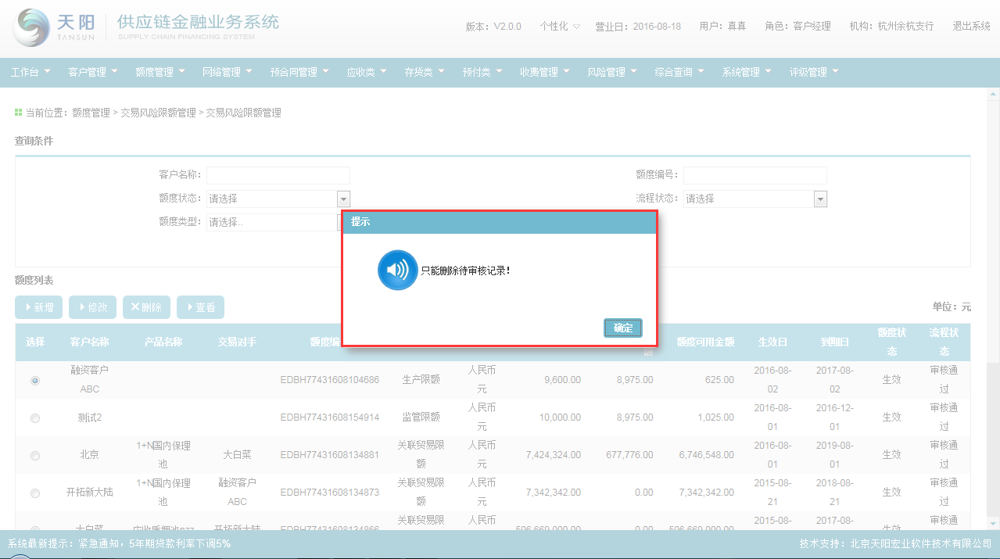 天阳
TANSUN
供应链金融业务系统
SUPPLY CHAIN FINANCING SYSTEM
版本：V2.0.0 个性化 营业日：2016-08-18 用户：真真 角色：客户经理 机构：杭州余杭支行 退出系统
工作台 客户管理 额度管理 网络管理 预合同管理 应收类 存货类 预付类 收费管理 风险管理 综合查询 系统管理 评级管理
当前位置：额度管理 > 交易风险限额管理 > 交易风险限额管理
查询条件
客户名称： 额度编号：
额度状态：请选择 流程状态：请选择
额度类型：请选择..
提示
只能删除待审核记录！
确定
额度列表
新增 修改 删除 查看 单位：元
选择 客户名称 产品名称 交易对手 额度编 额度可用金额 生效日 到期日 额度状态 流程状态
融资客户ABC EDBH77431608104686 生产限额 人民币元 9,600.00 8,975.00 625.00 2016-08-02 2017-08-02 生效 审核通过
测试2 EDBH77431608154914 监管限额 人民币元 10,000.00 8,975.00 1,025.00 2016-08-01 2016-12-01 生效 审核通过
北京 1+N国内保理池 大白菜 EDBH77431608134881 关联贸易限额 人民币元 7,424,324.00 677,776.00 6,746,548.00 2016-08-01 2019-08-01 生效 审核通过
开拓新大陆 1+N国内保理池 融资客户ABC EDBH77431608134873 关联贸易限额 人民币元 7,342,342.00 0.00 7,342,342.00 2015-08-21 2018-08-21 生效 审核通过
大白菜 开拓新大陆 EDBH77431608134866 关联贸易限 人民币 506,669,000.00 0.00 506,669,000.00 2015-08- 2017-08- 生效 审核通
系统最新提示：紧急通知，5年期贷款利率下调5% 技术支持：北京天阳宏业软件技术有限公司